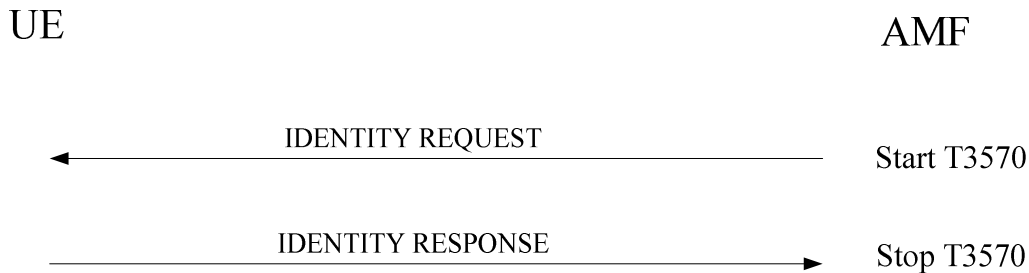 UE
AMF
IDENTITY REQUEST
Start T3570
IDENTITY RESPONSE
Stop T3570